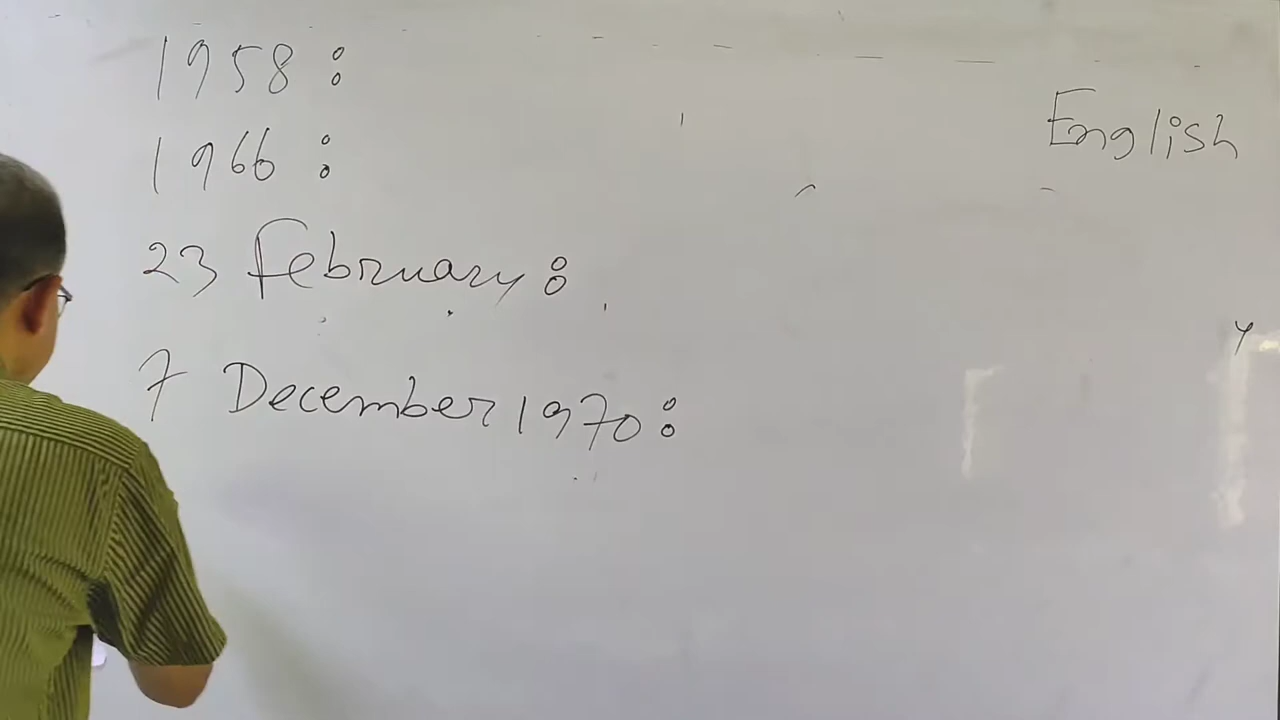 1958:
English
1966:
23 February:
7 December 1970: